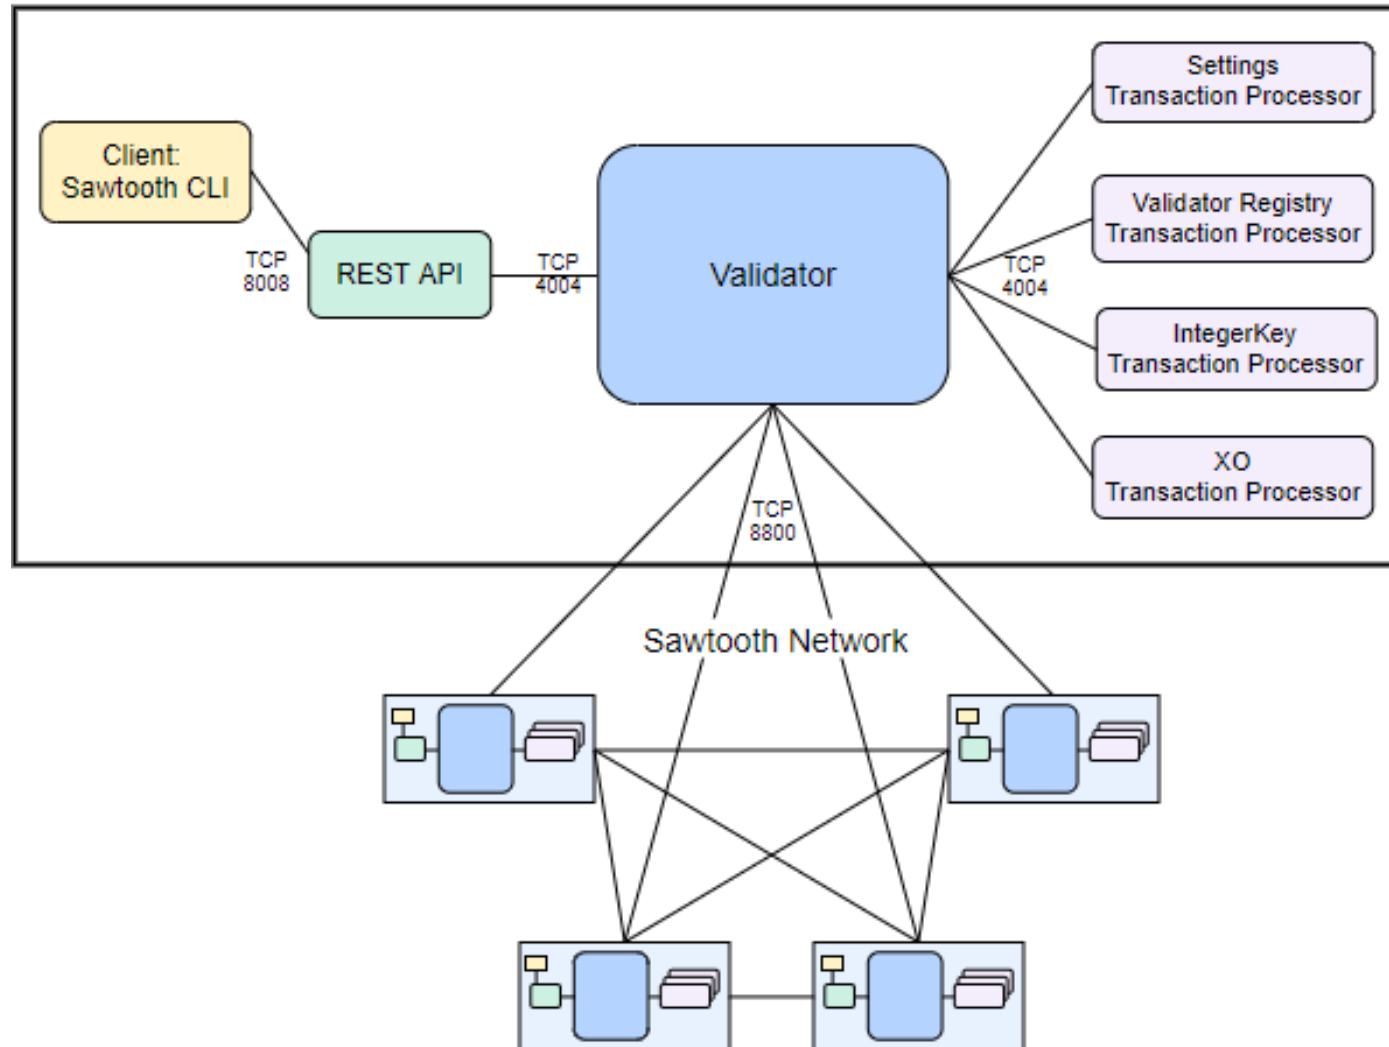 Settings
Transaction Processor
Client:
Sawtooth CLI
Validator Registry
Transaction Processor
TCP
8008
REST API
TCP
4004
Validator
TCP
4004
IntegerKey
Transaction Processor
XO
Transaction Processor
TCP
8800
Sawtooth Network